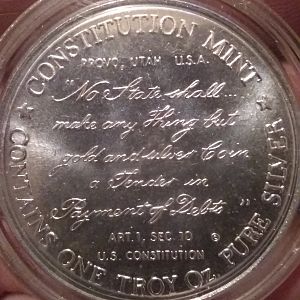 CONSTITUTION MINT
PROVO, UTAH U.S.A.
"No State shall...
make any Thing but
gold and silver Coin
a Tender in
Payment of Debts..."
ART. 1, SEC. 10 ©
U.S. CONSTITUTION
CONTAINS ONE TROY OZ. PURE SILVER